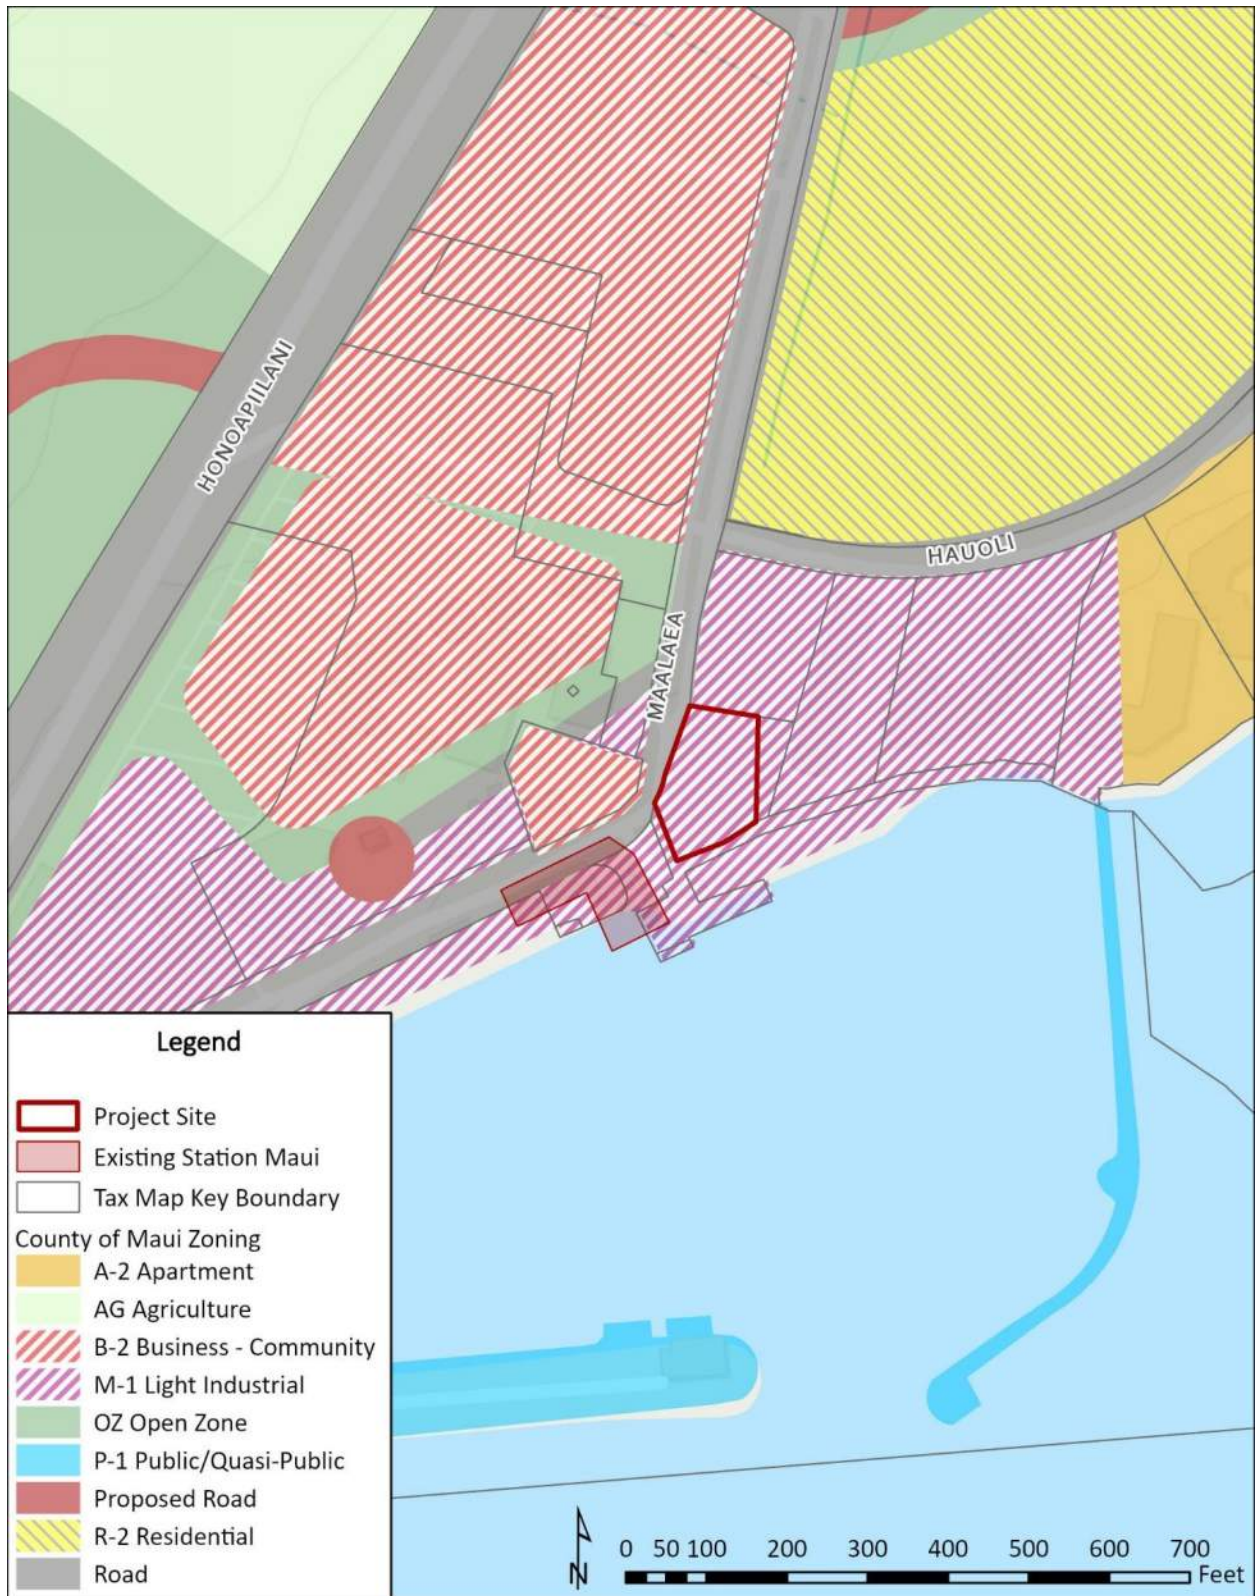 HONOAPIILANI
HAUOLI
MAALAEA
Legend
Project Site
Existing Station Maui
Tax Map Key Boundary
County of Maui Zoning
A-2 Apartment
AG Agriculture
B-2 Business - Community
M-1 Light Industrial
OZ Open Zone
P-1 Public/Quasi-Public
Proposed Road
R-2 Residential
Road
N
0 50 100 200 300 400 500 600 700
Feet